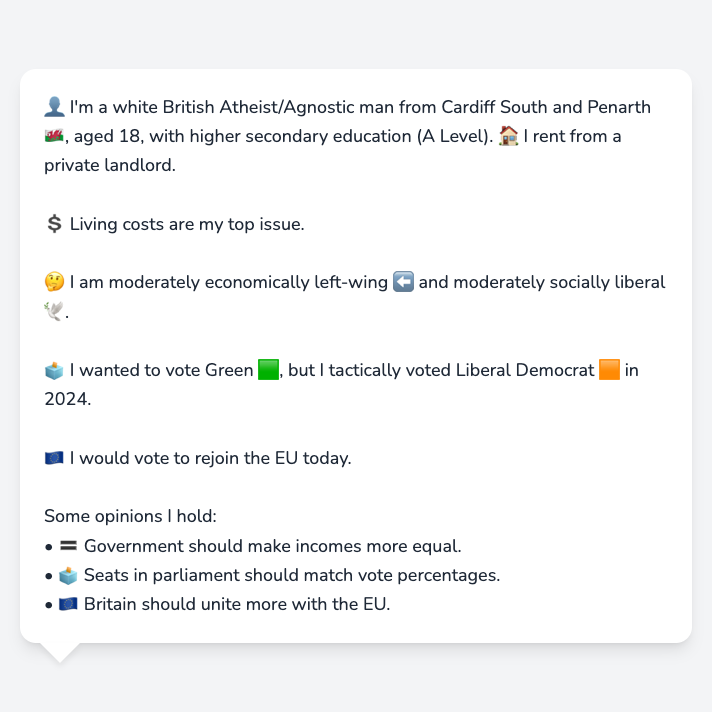 👤 I'm a white British Atheist/Agnostic man from Cardiff South and Penarth
🏴󠁧󠁢󠁷󠁬󠁳󠁿, aged 18, with higher secondary education (A Level). 🏠 I rent from a
private landlord.
💲 Living costs are my top issue.
🤔 I am moderately economically left-wing ⬅️ and moderately socially liberal
🕊️.
🗳️ I wanted to vote Green 🟩, but I tactically voted Liberal Democrat 🟧 in
2024.
🇪🇺 I would vote to rejoin the EU today.
Some opinions I hold:
• 🟰 Government should make incomes more equal.
• 🗳️ Seats in parliament should match vote percentages.
• 🇪🇺 Britain should unite more with the EU.